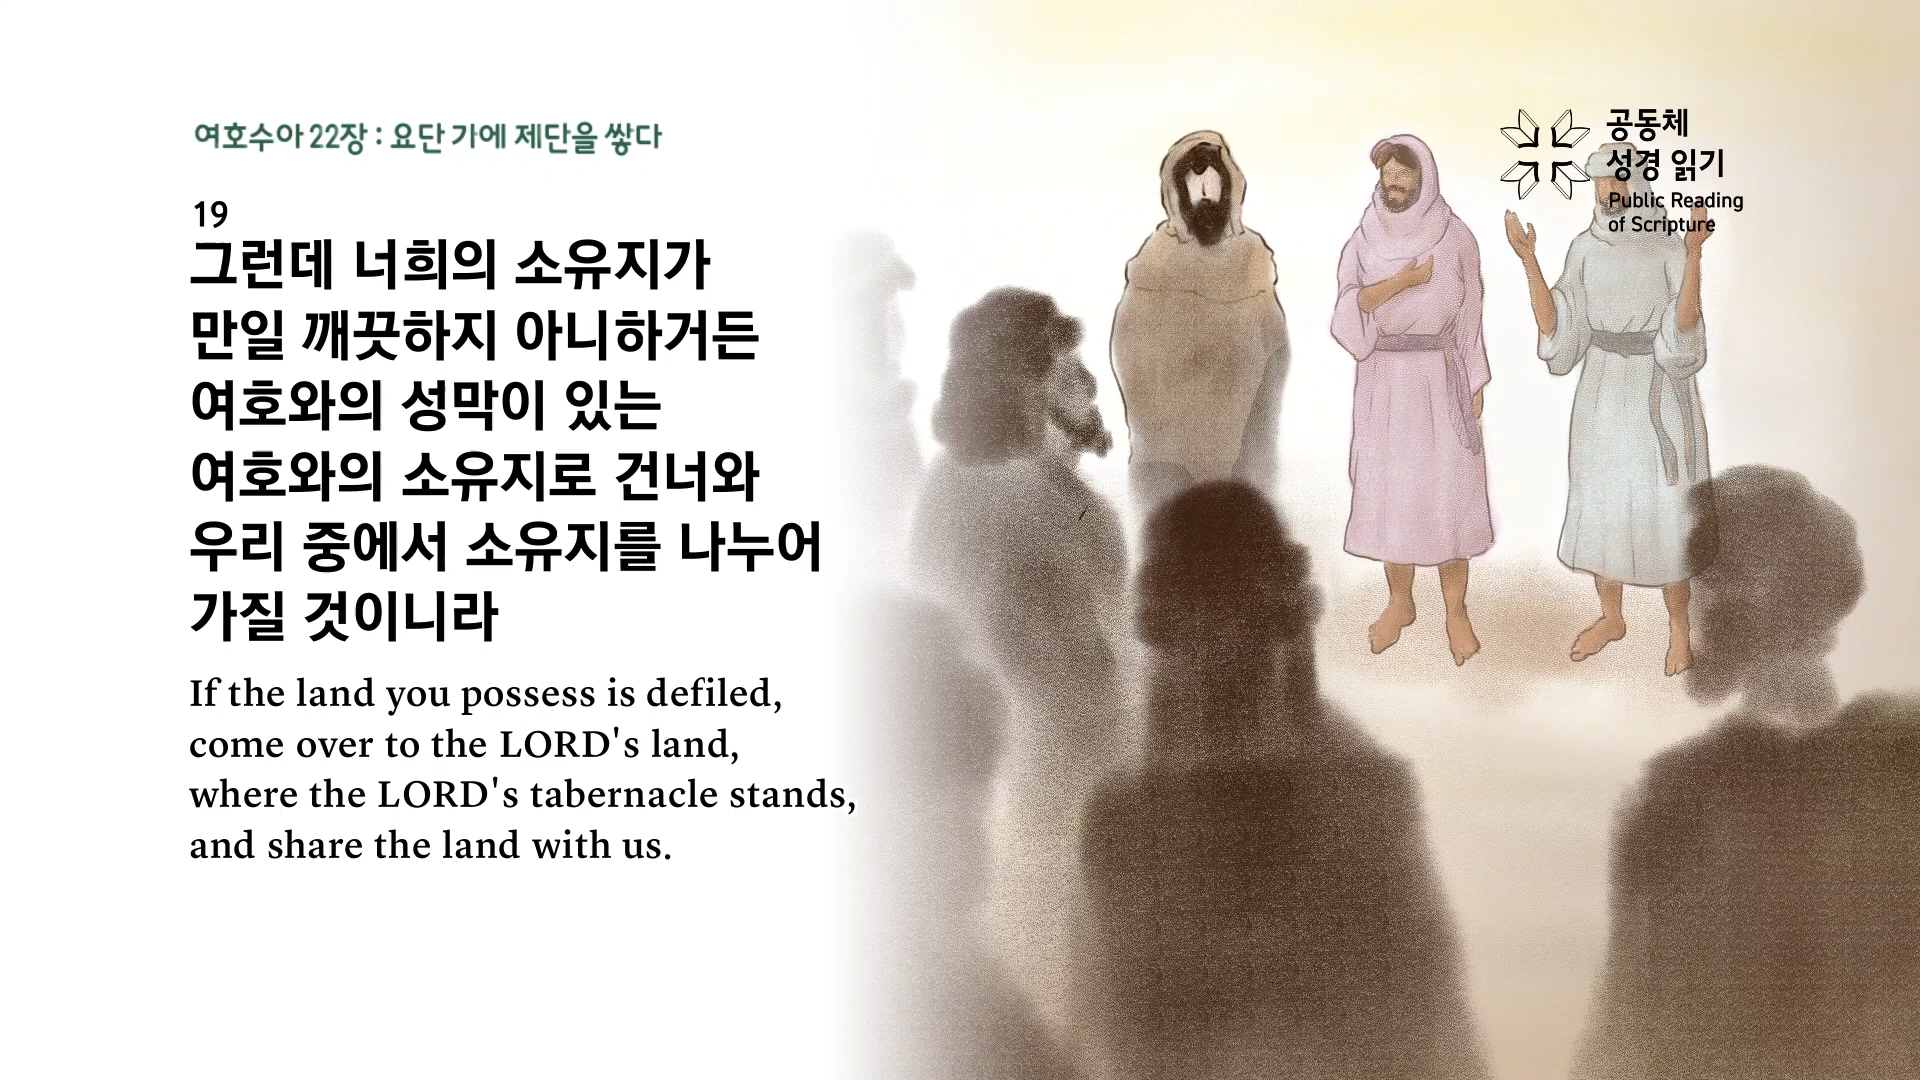 여호수아 22장 : 요단 가에 제단을 쌓다
19
그런데 너희의 소유지가
만일 깨끗하지 아니하거든
여호와의 성막이 있는
여호와의 소유지로 건너와
우리 중에서 소유지를 나누어
가질 것이니라
If the land you possess is defiled,
come over to the LORD's land,
where the LORD's tabernacle stands,
and share the land with us.
공동체
성경 읽기
Public Reading
of Scripture